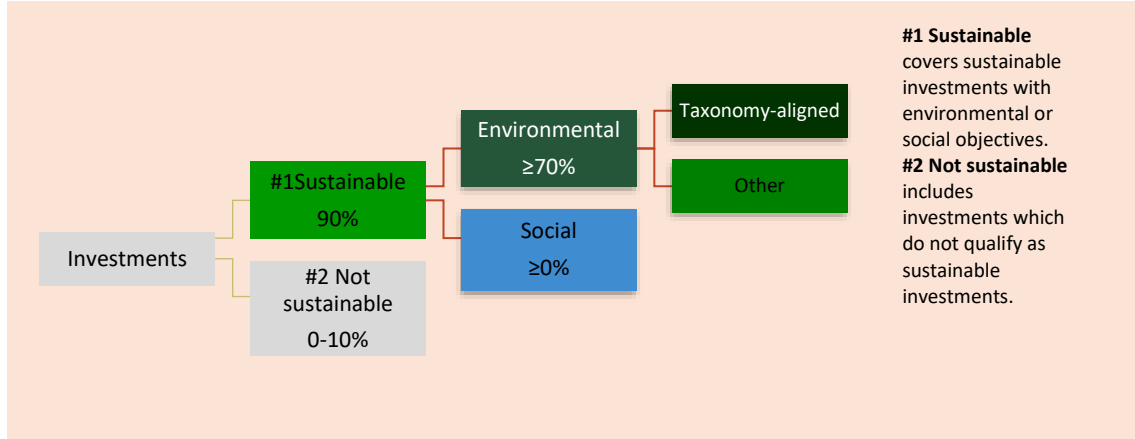 Investments
#1Sustainable
90%
#2 Not
sustainable
0-10%
Environmental
≥70%
Social
≥0%
Taxonomy-aligned
Other
#1 Sustainable
covers sustainable
investments with
environmental or
social objectives.
#2 Not sustainable
includes
investments which
do not qualify as
sustainable
investments.